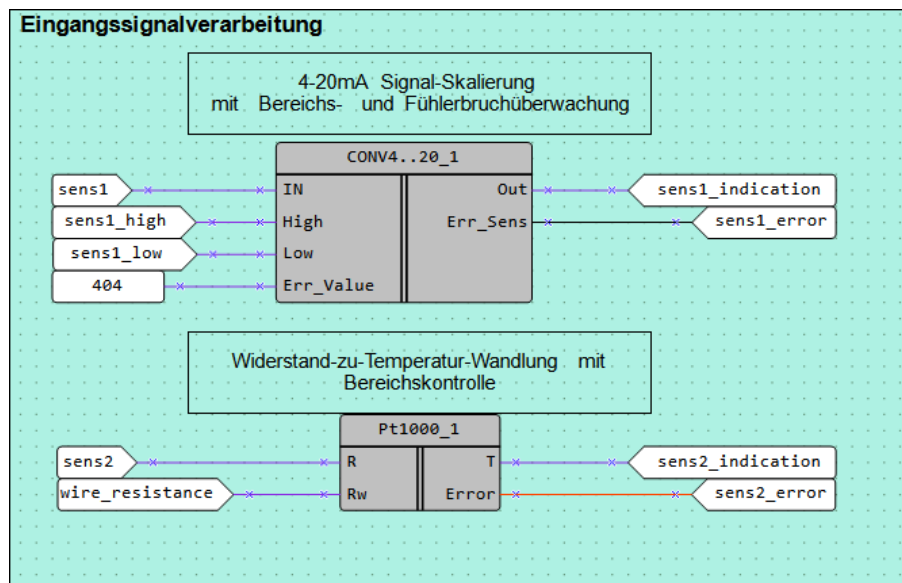 Eingangssignalverarbeitung
4-20mA Signal-Skalierung
mit Bereichs- und Fühlerbruchüberwachung
CONV4..20_1
sens1 IN Out sens1_indication
sens1_high High Err_Sens sens1_error
sens1_low Low
404 Err_Value
Widerstand-zu-Temperatur-Wandlung mit
Bereichskontrolle
Pt1000_1
sens2 R T sens2_indication
wire_resistance Rw Error sens2_error